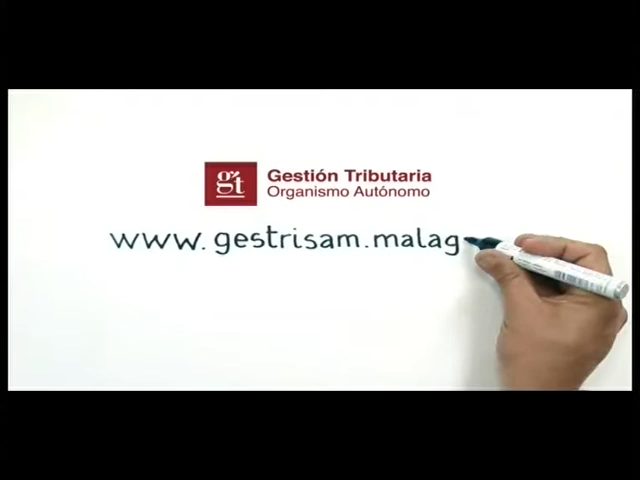 gt Gestión Tributaria
Organismo Autónomo
www.gestrisam.malag